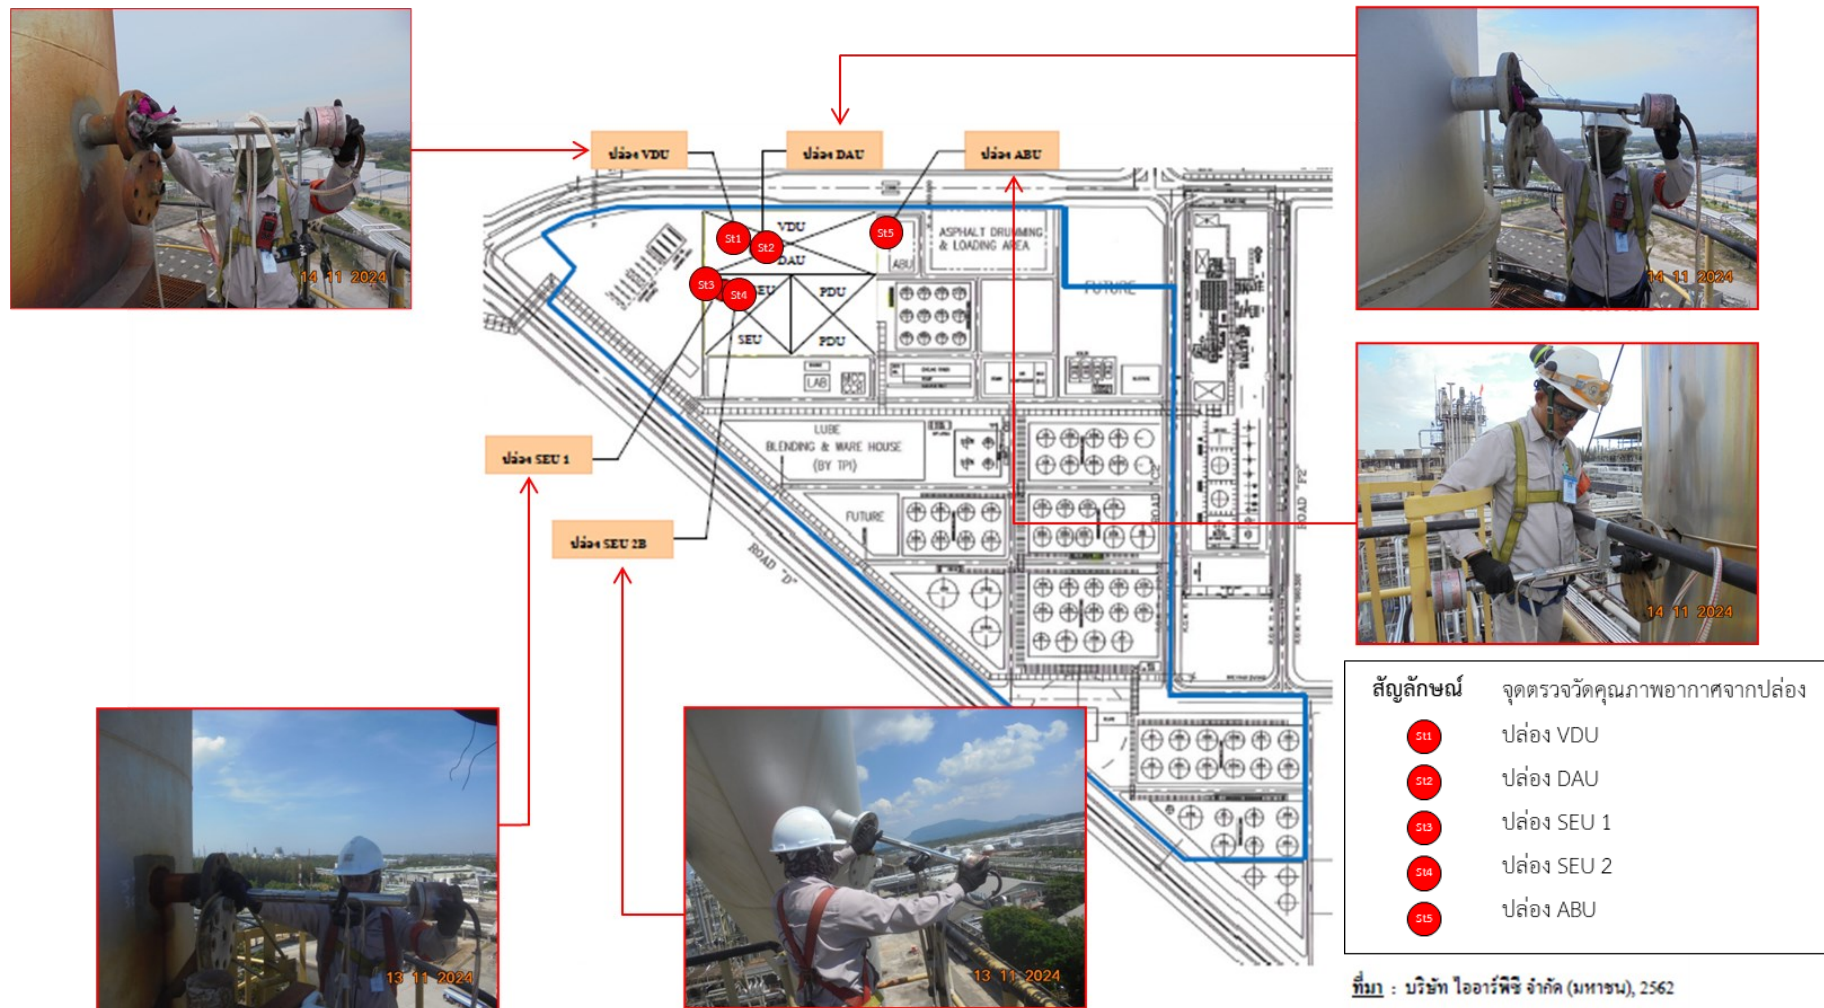 14 11 2024
14 11 2024
ปล่อง VDU
ปล่อง DAU
ปล่อง ABU
St1
St2
St5
VDU
DAU
ABU
ASPHALT DRUMMING
& LOADING AREA
FUTURE
St3
St4
SEU
PDU
SEU
PDU
LAB
LUBE
BLENDING & WARE HOUSE
(BY TPI)
ปล่อง SEU 1
ปล่อง SEU 2B
FUTURE
ROAD
ROAD "F2"
ROAD "D"
14 11 2024
13 11 2024
13 11 2024
สัญลักษณ์ จุดตรวจวัดคุณภาพอากาศจากปล่อง
St1 ปล่อง VDU
St2 ปล่อง DAU
St3 ปล่อง SEU 1
St4 ปล่อง SEU 2
St5 ปล่อง ABU
ที่มา : บริษัท ไออาร์พีซี จำกัด (มหาชน), 2562